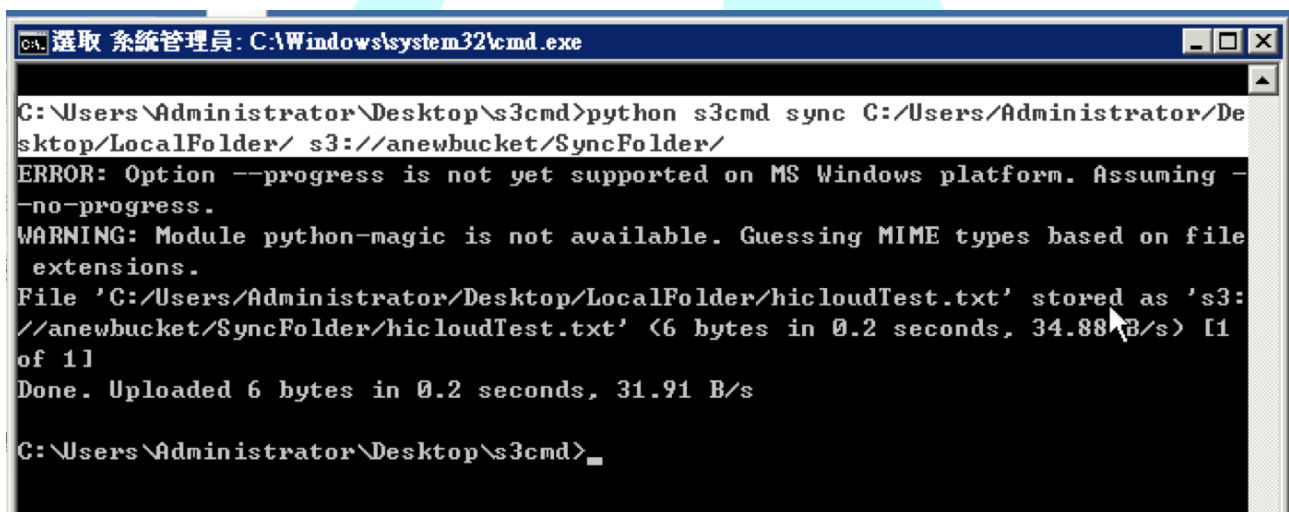 選取 系統管理員: C:\Windows\system32\cmd.exe
C:\Users\Administrator\Desktop\s3cmd>python s3cmd sync C:/Users/Administrator/De
sktop/LocalFolder/ s3://anewbucket/SyncFolder/
ERROR: Option --progress is not yet supported on MS Windows platform. Assuming -
-no-progress.
WARNING: Module python-magic is not available. Guessing MIME types based on file
 extensions.
File 'C:/Users/Administrator/Desktop/LocalFolder/hicloudTest.txt' stored as 's3:
//anewbucket/SyncFolder/hicloudTest.txt' (6 bytes in 0.2 seconds, 34.88 B/s) [1
of 1]
Done. Uploaded 6 bytes in 0.2 seconds, 31.91 B/s
C:\Users\Administrator\Desktop\s3cmd>_